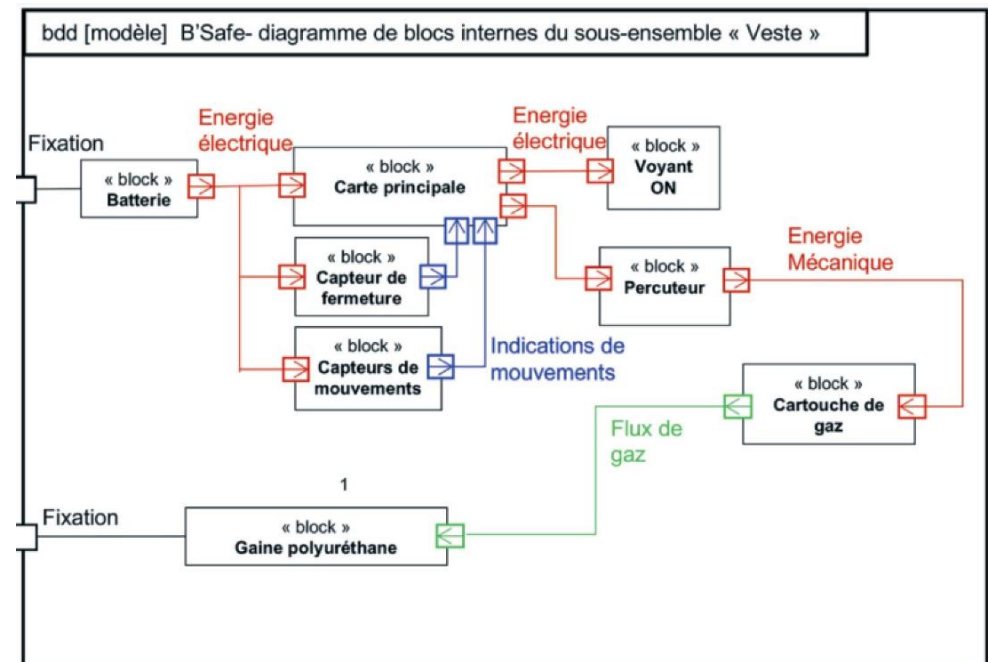 bdd [modèle] B'Safe- diagramme de blocs internes du sous-ensemble « Veste »
Fixation
Energie
électrique
Energie
électrique
« block »
Batterie
« block »
Carte principale
« block »
Voyant
ON
« block »
Capteur de
fermeture
« block »
Percuteur
Energie
Mécanique
« block »
Capteurs de
mouvements
Indications de
mouvements
« block »
Cartouche de
gaz
Flux de
gaz
1
Fixation
« block »
Gaine polyuréthane